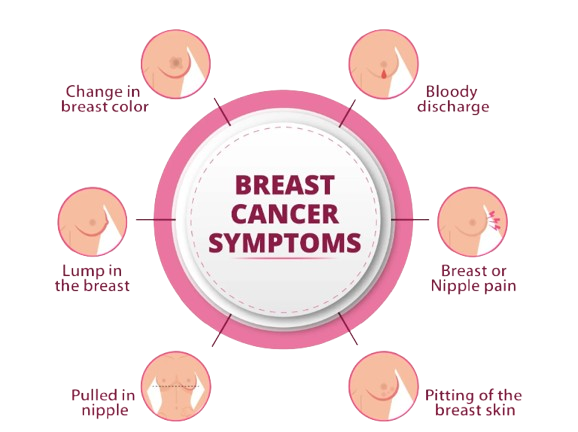 Change in
breast color
Bloody
discharge
BREAST
CANCER
SYMPTOMS
Lump in
the breast
Breast or
Nipple pain
Pulled in
nipple
Pitting of the
breast skin